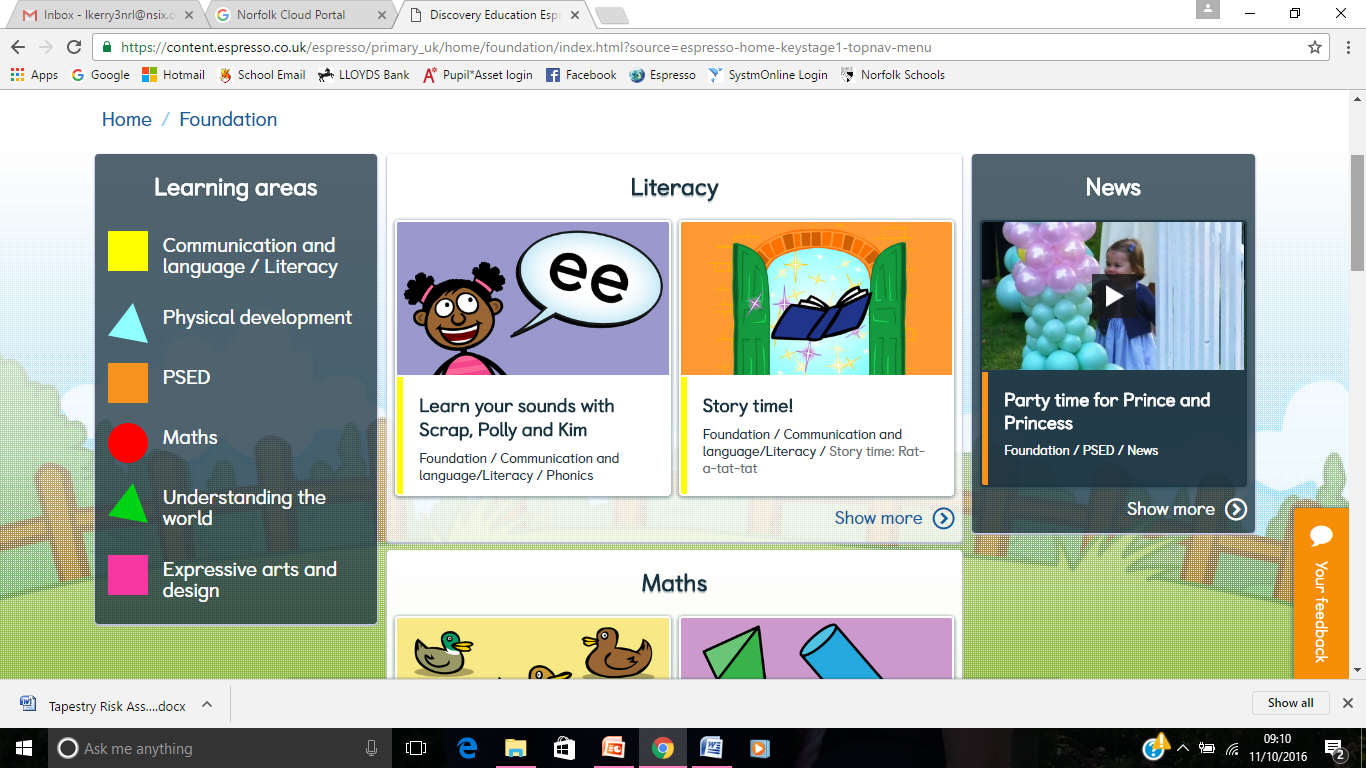 Inbox - lkerry3nrl@nsix.o
Norfolk Cloud Portal
Discovery Education Esp
https://content.espresso.co.uk/espresso/primary_uk/home/foundation/index.html?source=espresso-home-keystage1-topnav-menu
Apps
Google
Hotmail
School Email
LLOYDS Bank
Pupil*Asset login
Facebook
Espresso
SystmOnline Login
Norfolk Schools
Home / Foundation
Learning areas
Communication and
language / Literacy
Physical development
PSED
Maths
Understanding the
world
Expressive arts and
design
Literacy
ee
Learn your sounds with
Scrap, Polly and Kim
Foundation / Communication and
language/Literacy / Phonics
Story time!
Foundation / Communication and
language/Literacy / Story time: Rat-
a-tat-tat
Show more
Maths
News
Party time for Prince and
Princess
Foundation / PSED / News
Show more
Your feedback
Tapestry Risk Ass....docx
Show all
Ask me anything
09:10
11/10/2016
2